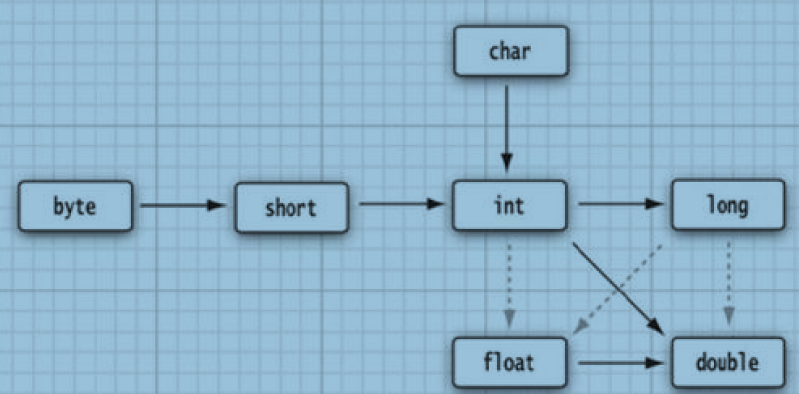 char
byte
short
int
long
float
double